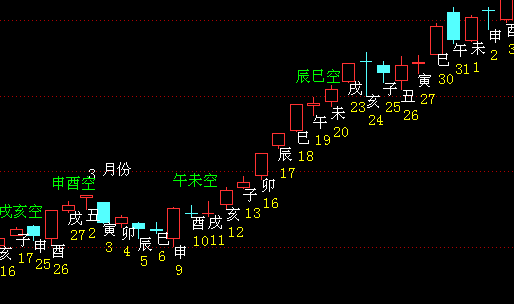 亥
16
戌亥空
子
17
申
25
酉
26
申酉空
戌
27
3 月份
丑
2
寅
3
卯
4
辰
5
巳
6
申
9
午未空
酉
10
戌
11
亥
12
子
13
卯
16
辰
17
巳
18
辰巳空
午
19
未
20
戌
23
亥
24
子
25
丑
26
寅
27
巳
30
午
31
未
1
申
2
酉
3